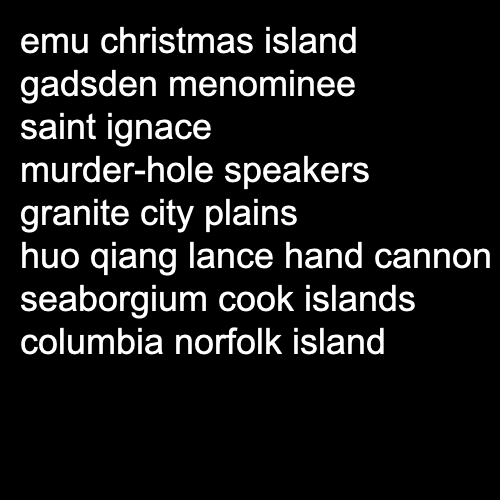 emu christmas island
gadsden menominee
saint ignace
murder-hole speakers
granite city plains
huo qiang lance hand cannon
seaborgium cook islands
columbia norfolk island